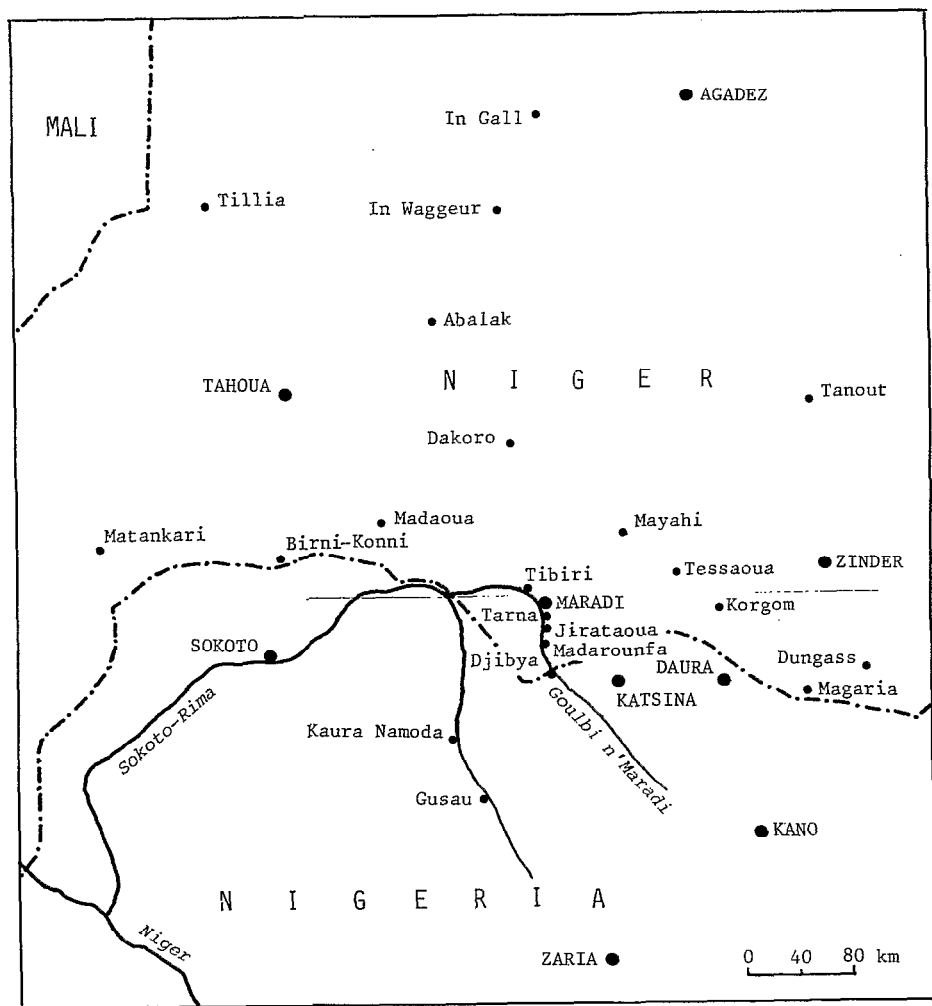 AGADEZ
In Gall
MALI
Tillia
In Waggeur
Abalak
N I G E R
TAHOUA
Tanout
Dakoro
Madaoua
Mayahi
Matankari
Birni-Konni
ZINDER
Tessaoua
Tibiri
MARADI
Korgom
Tarna
Jirataoua
SOKOTO
Madarounfa
Djibya
DAURA
Dungass
KATSINA
Magaria
Sokoto-Rima
Goulbi n'Maradi
Kaura Namoda
Gusau
KANO
N I G E R I A
Niger
ZARIA
0 40 80 km